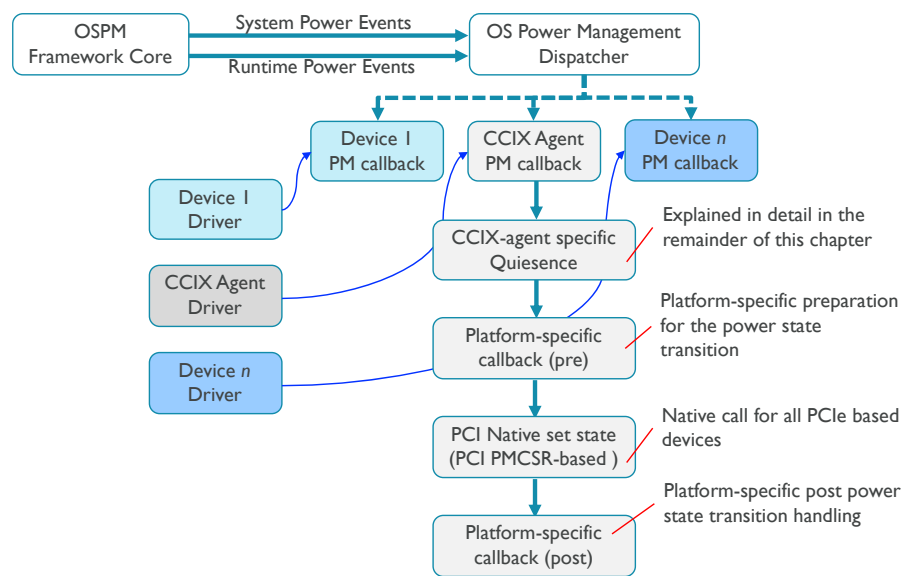 OSPM
Framework Core
System Power Events
Runtime Power Events
OS Power Management
Dispatcher
Device 1
PM callback
CCIX Agent
PM callback
Device n
PM callback
Device 1
Driver
CCIX-agent specific
Quiesence
Explained in detail in the
remainder of this chapter
CCIX Agent
Driver
Platform-specific
callback (pre)
Platform-specific preparation
for the power state
transition
Device n
Driver
PCI Native set state
(PCI PMCSR-based )
Native call for all PCIe based
devices
Platform-specific
callback (post)
Platform-specific post power
state transition handling